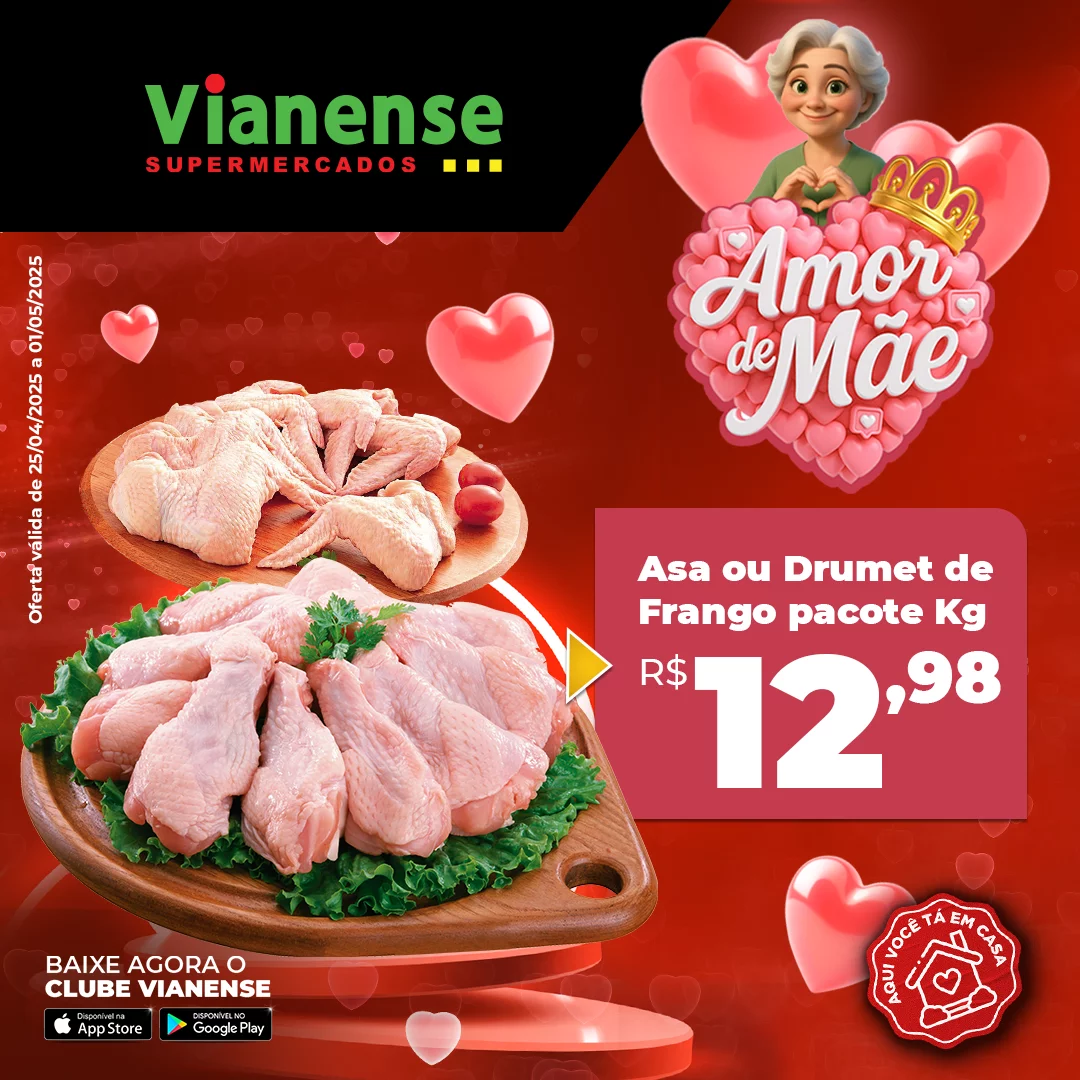 Vianense
SUPERMERCADOS
Amor
de Mãe
Oferta válida de 25/04/2025 a 01/05/2025
Asa ou Drumet de
Frango pacote Kg
R$ 12,98
BAIXE AGORA O
CLUBE VIANENSE
Disponível na
App Store
DISPONÍVEL NO
Google Play
AQUI VOCÊ TÁ EM CASA